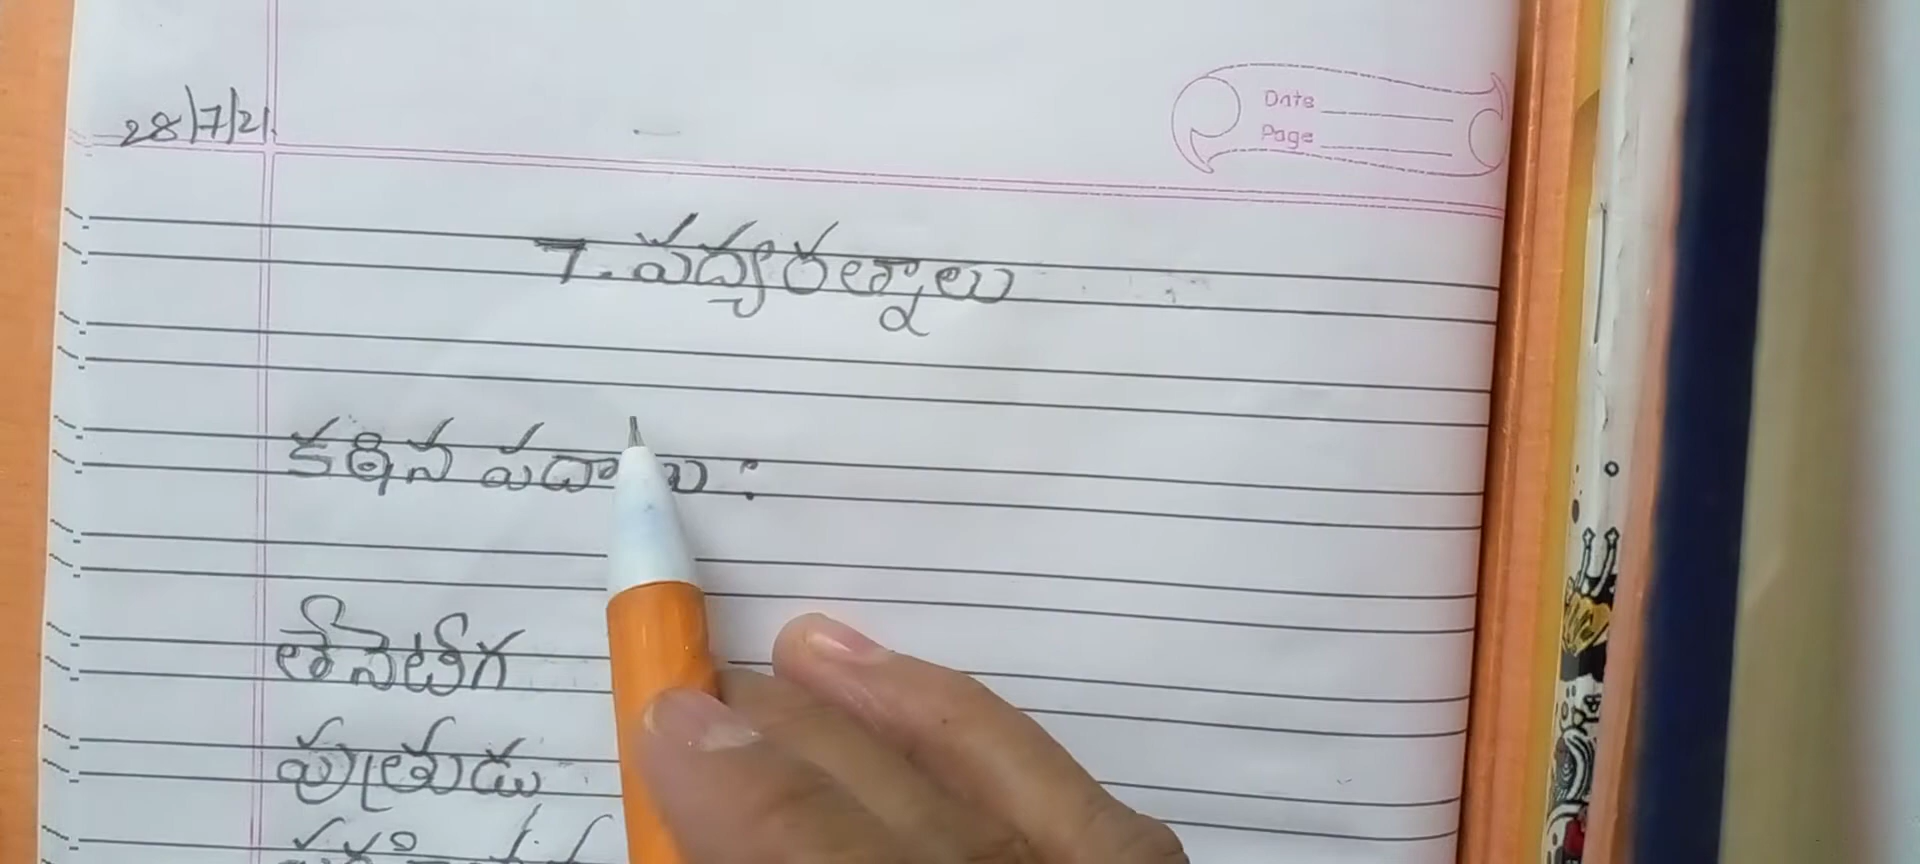 28/7/21
Date
Page
7. పద్యరత్నాలు
కఠిన పదాలు :
తేనెటీగ
పుత్రుడు